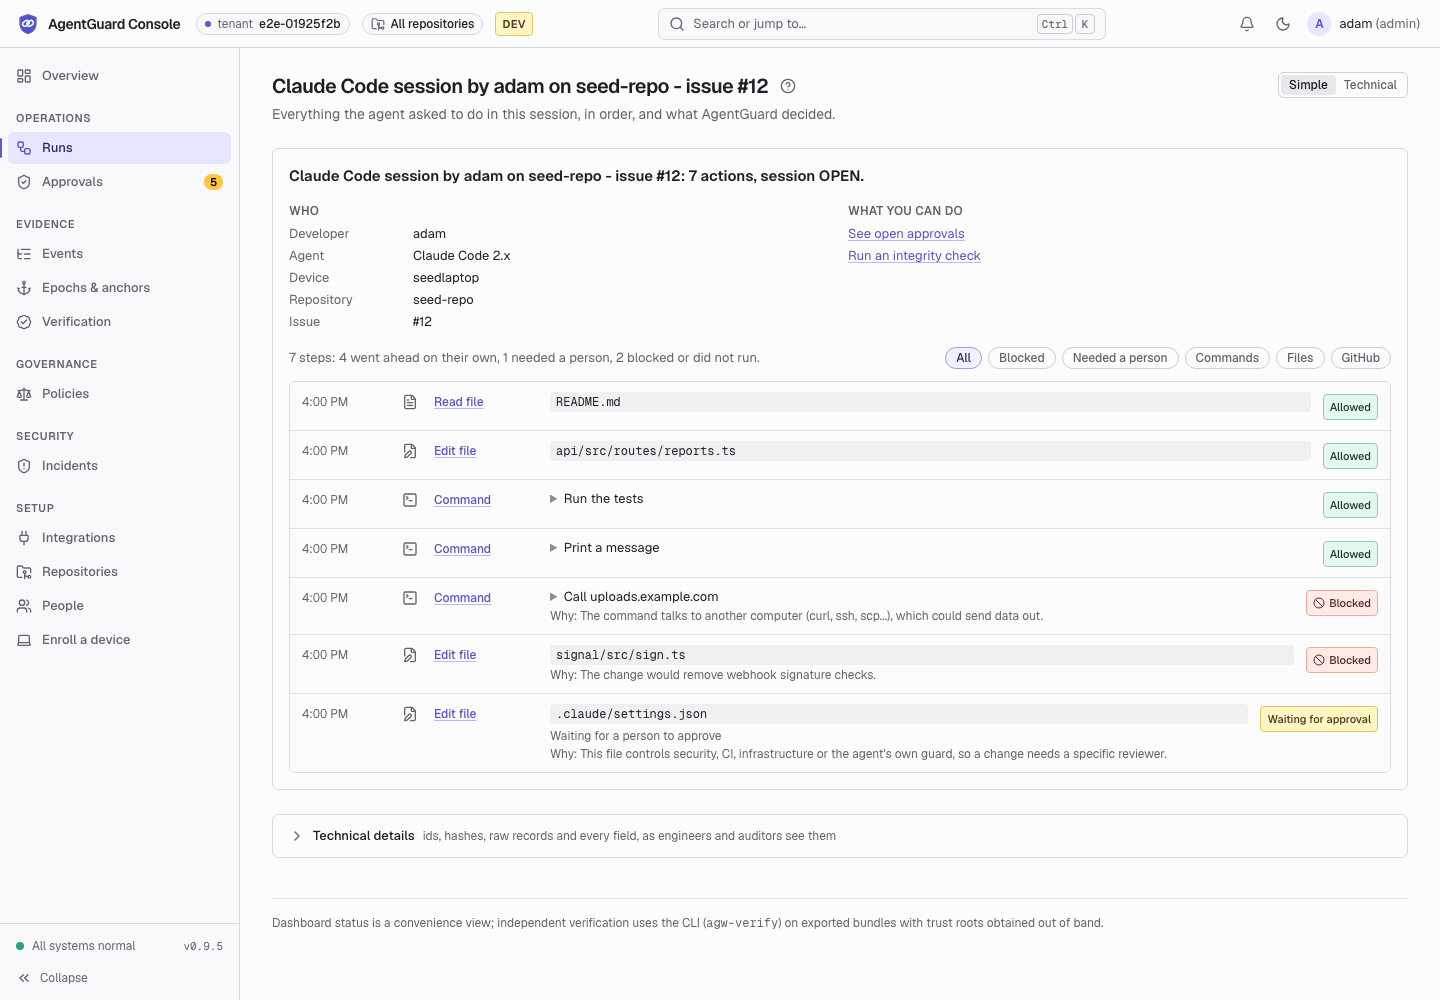 AgentGuard Console
tenant e2e-01925f2b
All repositories
DEV
Search or jump to...
Ctrl K
A
adam (admin)
Overview
OPERATIONS
Runs
Approvals 5
EVIDENCE
Events
Epochs & anchors
Verification
GOVERNANCE
Policies
SECURITY
Incidents
SETUP
Integrations
Repositories
People
Enroll a device
All systems normal v0.9.5
Collapse
Claude Code session by adam on seed-repo - issue #12
Simple Technical
Everything the agent asked to do in this session, in order, and what AgentGuard decided.
Claude Code session by adam on seed-repo - issue #12: 7 actions, session OPEN.
WHO
Developer adam
Agent Claude Code 2.x
Device seedlaptop
Repository seed-repo
Issue #12
WHAT YOU CAN DO
See open approvals
Run an integrity check
7 steps: 4 went ahead on their own, 1 needed a person, 2 blocked or did not run.
All Blocked Needed a person Commands Files GitHub
4:00 PM Read file README.md Allowed
4:00 PM Edit file api/src/routes/reports.ts Allowed
4:00 PM Command Run the tests Allowed
4:00 PM Command Print a message Allowed
4:00 PM Command Call uploads.example.com Blocked
Why: The command talks to another computer (curl, ssh, scp...), which could send data out.
4:00 PM Edit file signal/src/sign.ts Blocked
Why: The change would remove webhook signature checks.
4:00 PM Edit file .claude/settings.json Waiting for approval
Waiting for a person to approve
Why: This file controls security, CI, infrastructure or the agent's own guard, so a change needs a specific reviewer.
Technical details ids, hashes, raw records and every field, as engineers and auditors see them
Dashboard status is a convenience view; independent verification uses the CLI (agw-verify) on exported bundles with trust roots obtained out of band.